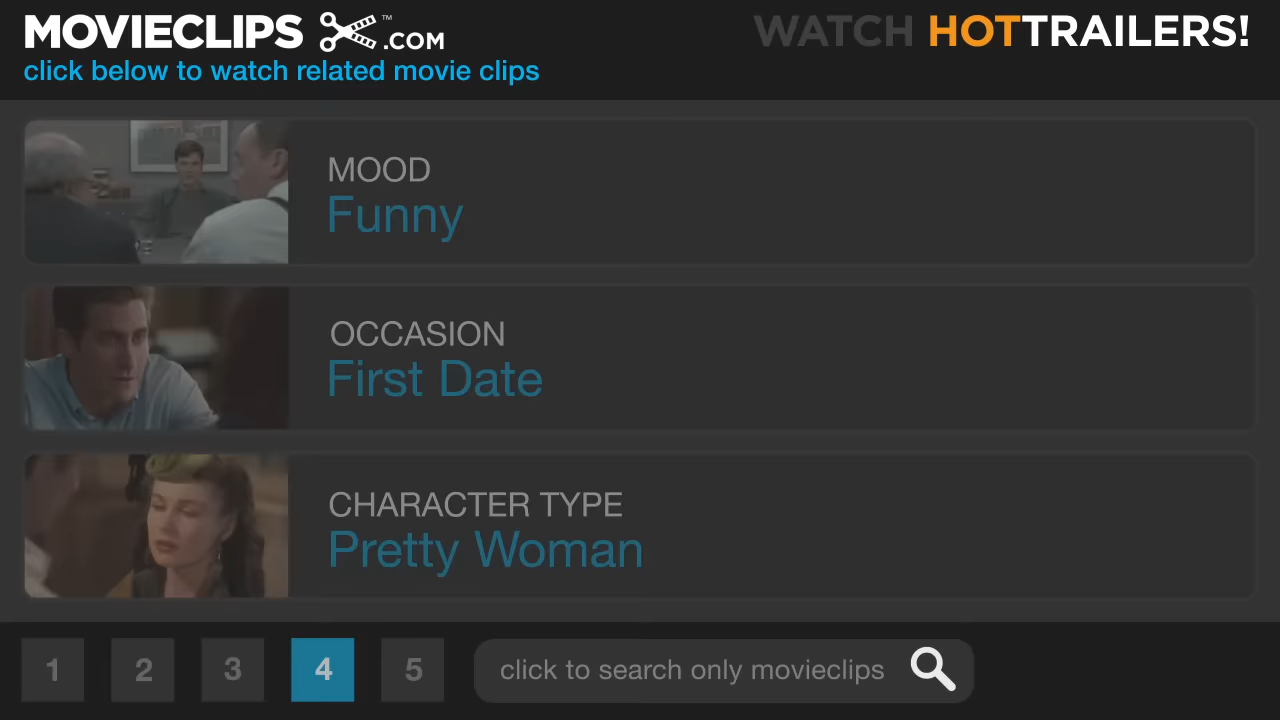 MOVIECLIPS ™ .COM
WATCH HOTTRAILERS!
click below to watch related movie clips
MOOD
Funny
OCCASION
First Date
CHARACTER TYPE
Pretty Woman
1 2 3 4 5
click to search only movieclips